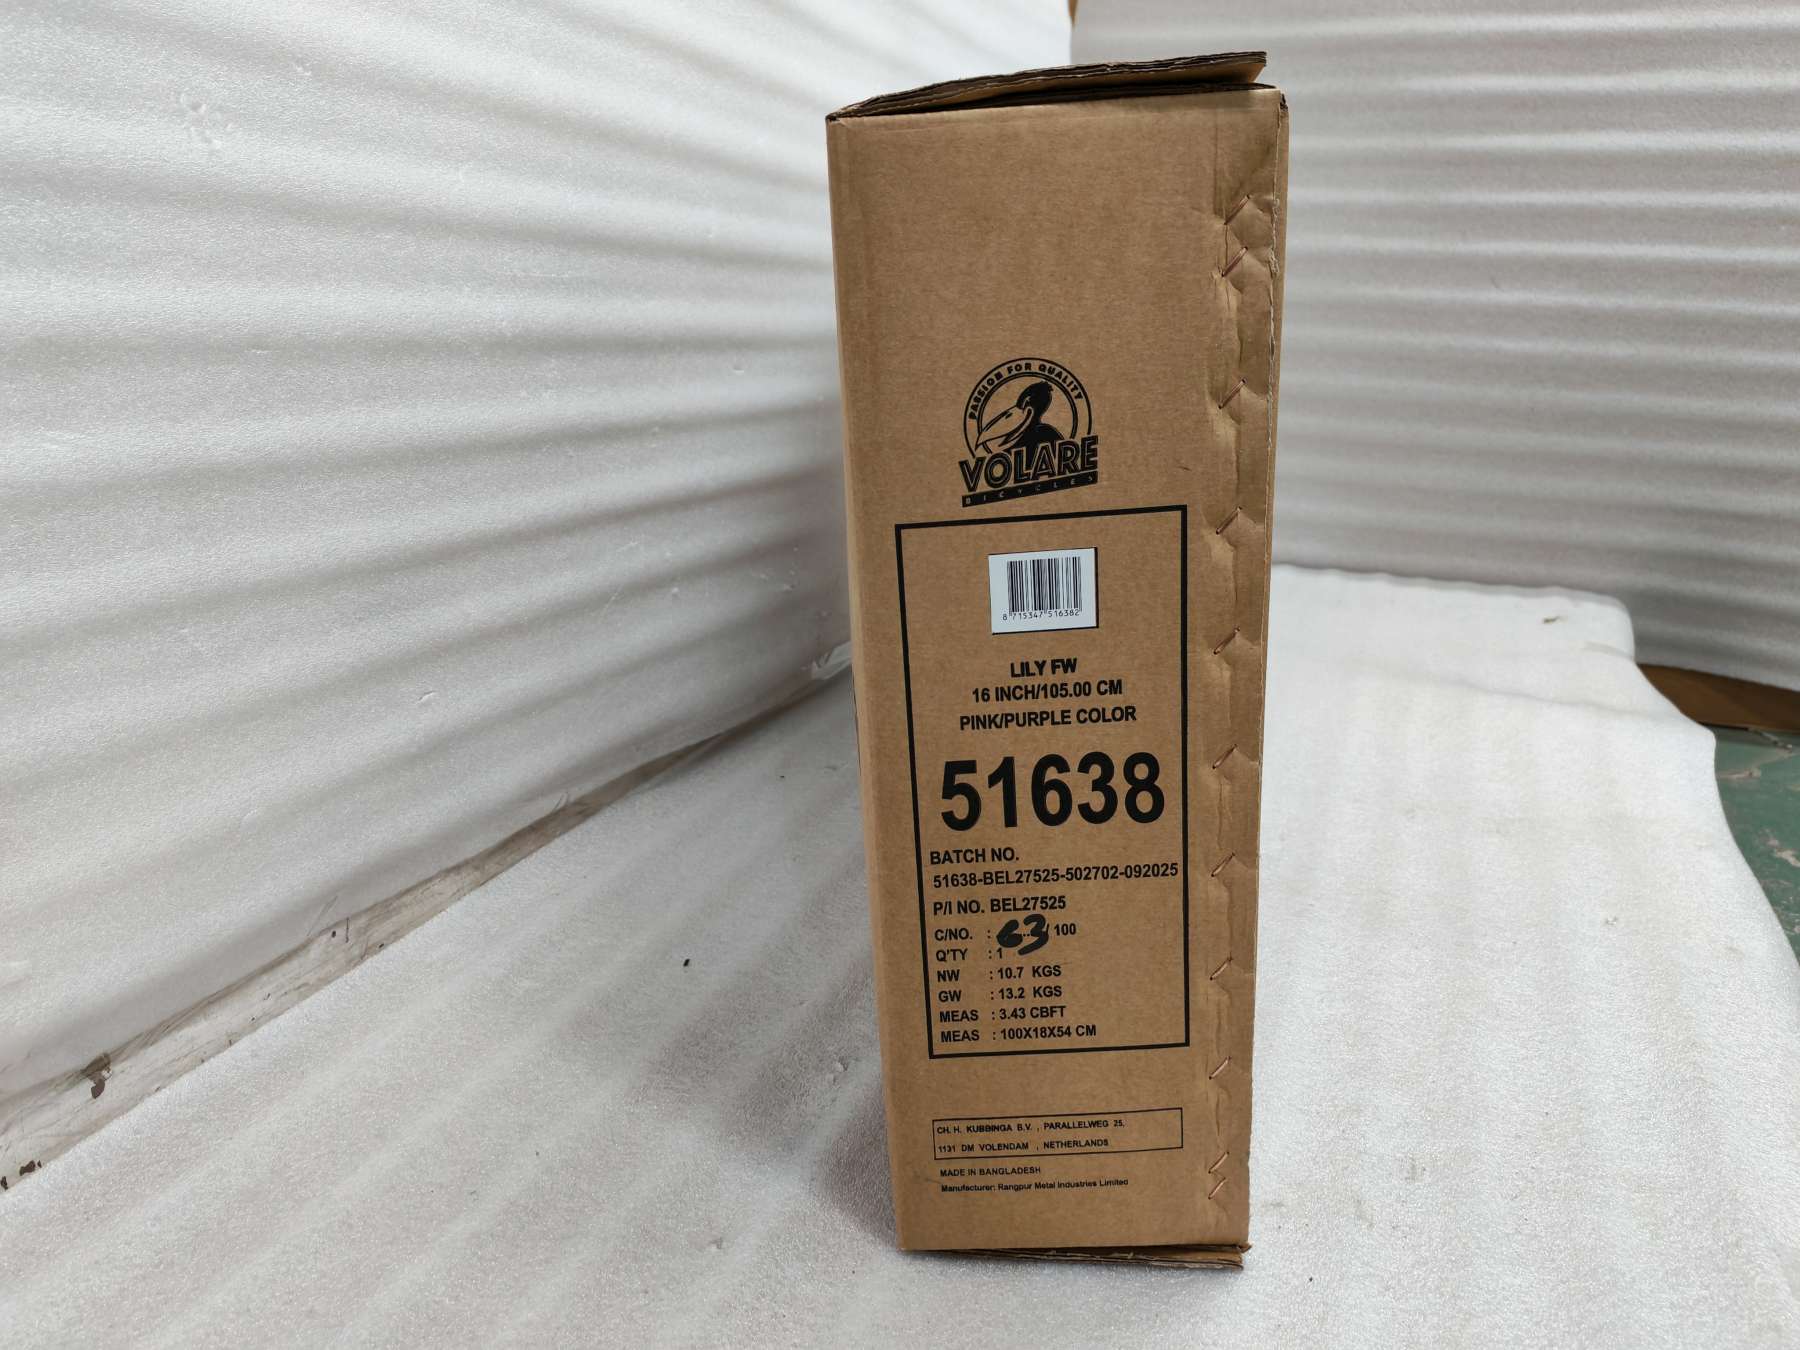 PASSION FOR QUALITY
VOLARE
BICYCLES
8 715347 516382
LILY FW
16 INCH/105.00 CM
PINK/PURPLE COLOR
51638
BATCH NO.
51638-BEL27525-502702-092025
P/I NO. BEL27525
C/NO. : 63 / 100
Q'TY : 1
NW : 10.7 KGS
GW : 13.2 KGS
MEAS : 3.43 CBFT
MEAS : 100X18X54 CM
CH. H. KUBBINGA B.V. , PARALLELWEG 25,
1131 DM VOLENDAM , NETHERLANDS
MADE IN BANGLADESH
Manufacturer: Rangpur Metal Industries Limited